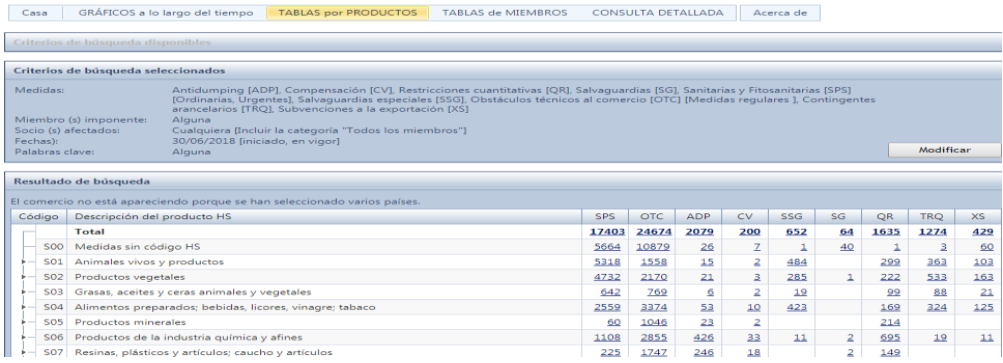 Casa GRÁFICOS a lo largo del tiempo TABLAS por PRODUCTOS TABLAS de MIEMBROS CONSULTA DETALLADA Acerca de
Criterios de búsqueda disponibles
Criterios de búsqueda seleccionados
Medidas: Antidumping [ADP], Compensación [CV], Restricciones cuantitativas [QR], Salvaguardias [SG], Sanitarias y Fitosanitarias [SPS]
[Ordinarias, Urgentes], Salvaguardias especiales [SSG], Obstáculos técnicos al comercio [OTC] [Medidas regulares ], Contingentes
arancelarios [TRQ], Subvenciones a la exportación [XS]
Miembro (s) imponente: Alguna
Socio (s) afectados: Cualquiera [Incluir la categoría "Todos los miembros"]
Fechas): 30/06/2018 [iniciado, en vigor]
Palabras clave: Alguna
Modificar
Resultado de búsqueda
El comercio no está apareciendo porque se han seleccionado varios países.
Código Descripción del producto HS SPS OTC ADP CV SSG SG QR TRQ XS
Total 17403 24674 2079 200 652 64 1635 1274 429
S00 Medidas sin código HS 5664 10879 26 7 1 40 1 3 60
S01 Animales vivos y productos 5318 1558 15 2 484 299 363 103
S02 Productos vegetales 4732 2170 21 3 285 1 222 533 163
S03 Grasas, aceites y ceras animales y vegetales 642 769 6 2 19 99 88 21
S04 Alimentos preparados; bebidas, licores, vinagre; tabaco 2559 3374 53 10 423 169 324 125
S05 Productos minerales 60 1046 23 2 214
S06 Productos de la industria química y afines 1108 2855 426 33 11 2 695 19 11
S07 Resinas, plásticos y artículos; caucho y artículos 225 1747 246 18 2 149